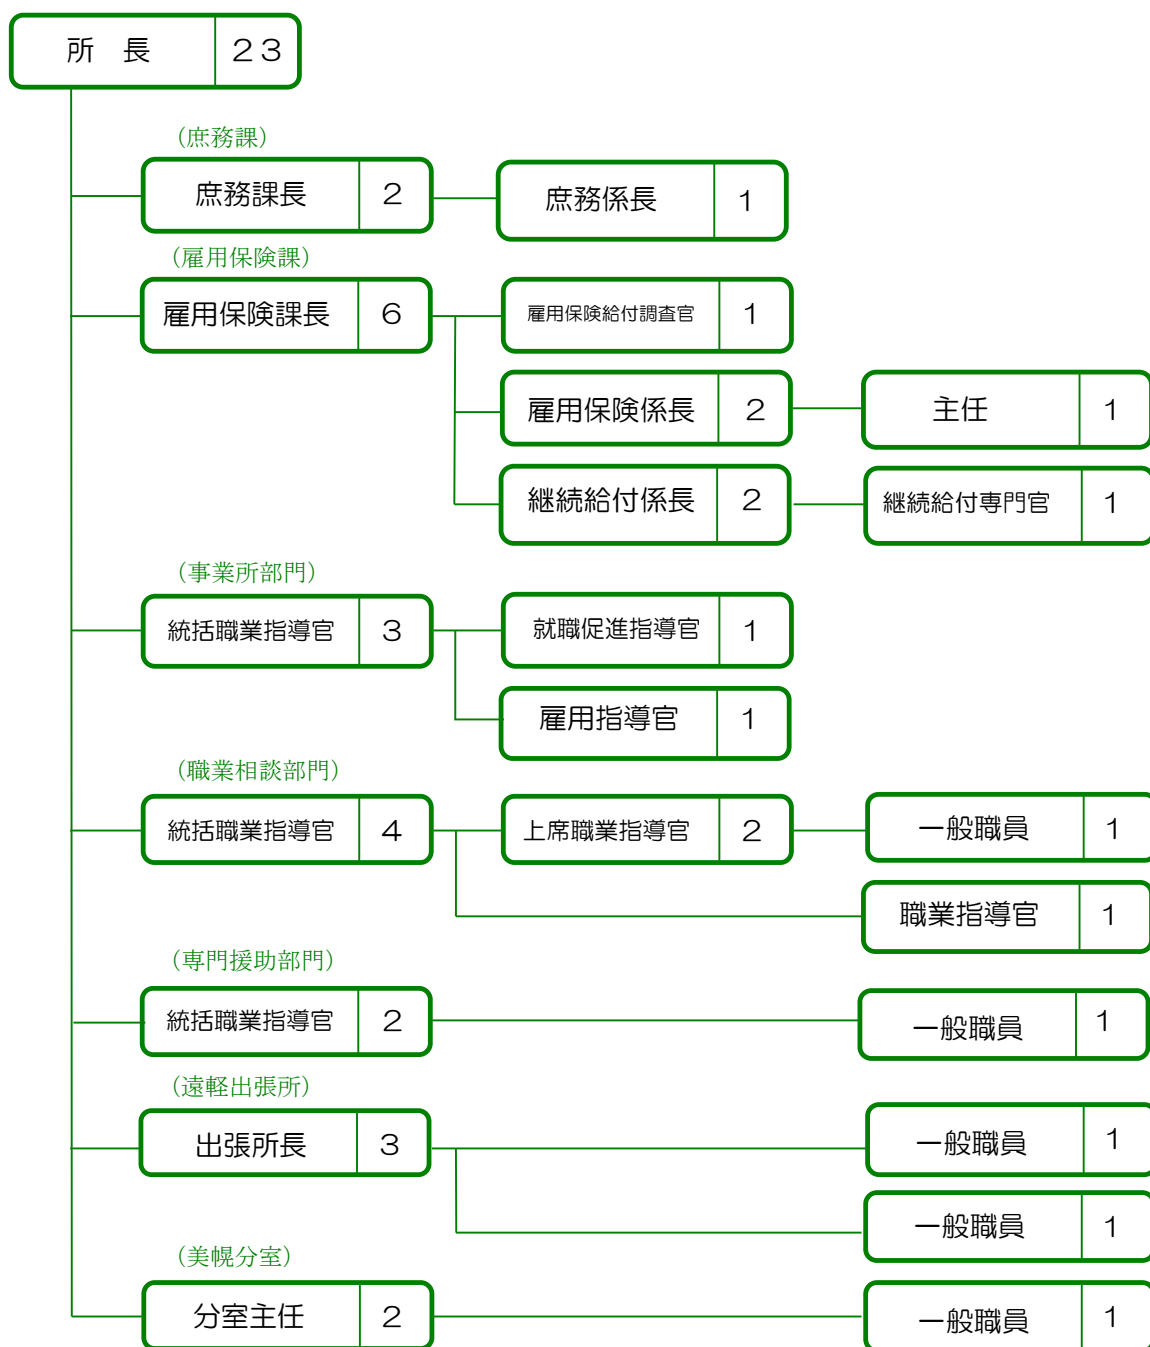 所　長 ２３
（庶務課）
庶務課長 ２ 庶務係長 １
（雇用保険課）
雇用保険課長 ６ 雇用保険給付調査官 １
雇用保険係長 ２ 主任 １
継続給付係長 ２ 継続給付専門官 １
（事業所部門）
統括職業指導官 ３ 就職促進指導官 １
雇用指導官 １
（職業相談部門）
統括職業指導官 ４ 上席職業指導官 ２ 一般職員 １
職業指導官 １
（専門援助部門）
統括職業指導官 ２ 一般職員 １
（遠軽出張所）
出張所長 ３ 一般職員 １
一般職員 １
（美幌分室）
分室主任 ２ 一般職員 １